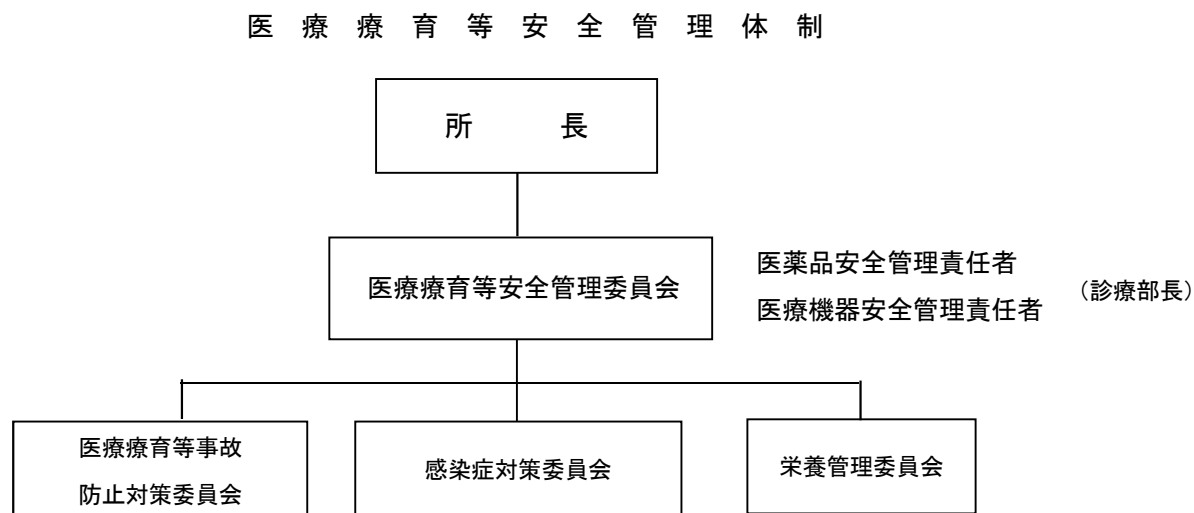 医療療育等安全管理体制
所長
医療療育等安全管理委員会
医薬品安全管理責任者
医療機器安全管理責任者
（診療部長）
医療療育等事故
防止対策委員会
感染症対策委員会
栄養管理委員会